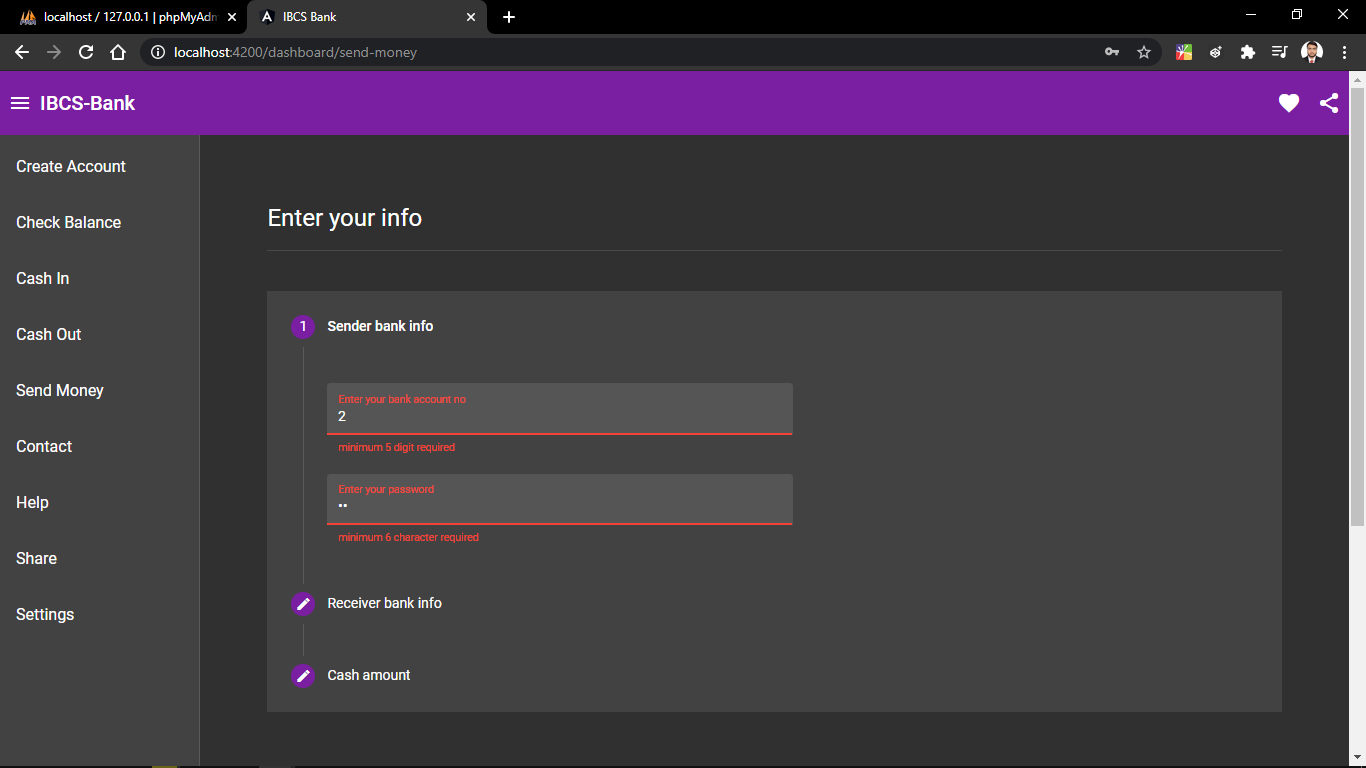 localhost / 127.0.0.1 | phpMyAdm
IBCS Bank
localhost:4200/dashboard/send-money
IBCS-Bank
Create Account
Check Balance
Cash In
Cash Out
Send Money
Contact
Help
Share
Settings
Enter your info
1 Sender bank info
Enter your bank account no
2
minimum 5 digit required
Enter your password
••
minimum 6 character required
Receiver bank info
Cash amount